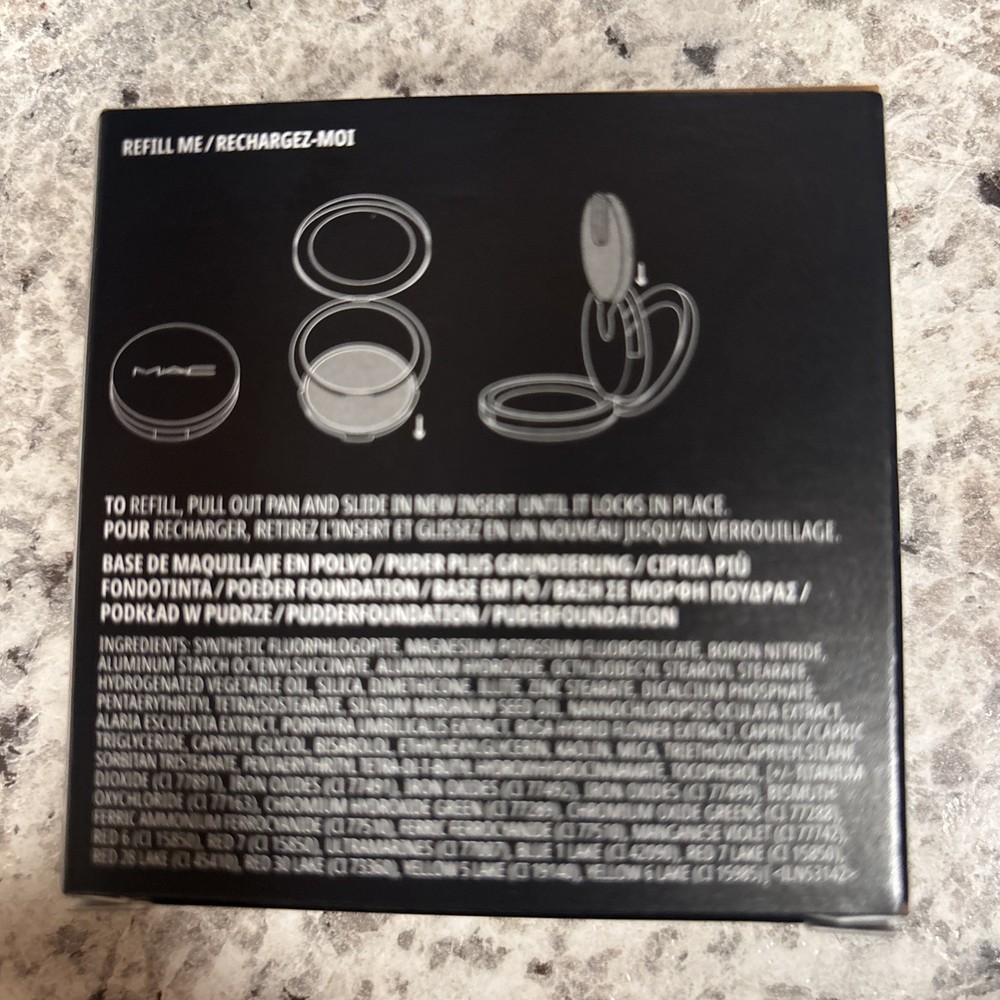 REFILL ME / RECHARGEZ-MOI
MAC
TO REFILL, PULL OUT PAN AND SLIDE IN NEW INSERT UNTIL IT LOCKS IN PLACE.
POUR RECHARGER, RETIREZ L'INSERT ET GLISSEZ EN UN NOUVEAU JUSQU'AU VERROUILLAGE.
BASE DE MAQUILLAJE EN POLVO / PUDER PLUS GRUNDIERUNG / CIPRIA PIÙ
FONDOTINTA / POEDER FOUNDATION / BASE EM PÓ / ΒΑΣΗ ΣΕ ΜΟΡΦΗ ΠΟΥΔΡΑΣ /
PODKŁAD W PUDRZE / PUDDERFOUNDATION / PUDERFOUNDATION
INGREDIENTS: SYNTHETIC FLUORPHLOGOPITE, MAGNESIUM POTASSIUM FLUOROSILICATE, BORON NITRIDE,
ALUMINUM STARCH OCTENYLSUCCINATE, ALUMINUM HYDROXIDE, OCTYLDODECYL STEAROYL STEARATE,
HYDROGENATED VEGETABLE OIL, SILICA, DIMETHICONE, ZINC STEARATE, DICALCIUM PHOSPHATE,
PENTAERYTHRITYL TETRAISOSTEARATE, SILYBUM MARIANUM SEED OIL, NANNOCHLOROPSIS OCULATA EXTRACT,
ALARIA ESCULENTA EXTRACT, PORPHYRA UMBILICALIS EXTRACT, ROSA HYBRID FLOWER EXTRACT, CAPRYLIC/CAPRIC
TRIGLYCERIDE, CAPRYLYL GLYCOL, BISABOLOL, ETHYLHEXYLGLYCERIN, KAOLIN, MICA, TRIETHOXYCAPRYLYLSILANE,
SORBITAN TRISTEARATE, PENTAERYTHRITYL TETRA-DI-T-BUTYL HYDROXYHYDROCINNAMATE, TOCOPHEROL, [+/- TITANIUM
DIOXIDE (CI 77891), IRON OXIDES (CI 77491), IRON OXIDES (CI 77492), IRON OXIDES (CI 77499), BISMUTH
OXYCHLORIDE (CI 77163), CHROMIUM HYDROXIDE GREEN (CI 77289), CHROMIUM OXIDE GREENS (CI 77288),
FERRIC AMMONIUM FERROCYANIDE (CI 77510), FERRIC FERROCYANIDE (CI 77510), MANGANESE VIOLET (CI 77742),
RED 6 (CI 15850), RED 7 (CI 15850), ULTRAMARINES (CI 77007), BLUE 1 LAKE (CI 42090), RED 7 LAKE (CI 15850),
RED 28 LAKE (CI 45410), RED 30 LAKE (CI 73360), YELLOW 5 LAKE (CI 19140), YELLOW 6 LAKE (CI 15985)] <ILN53142>